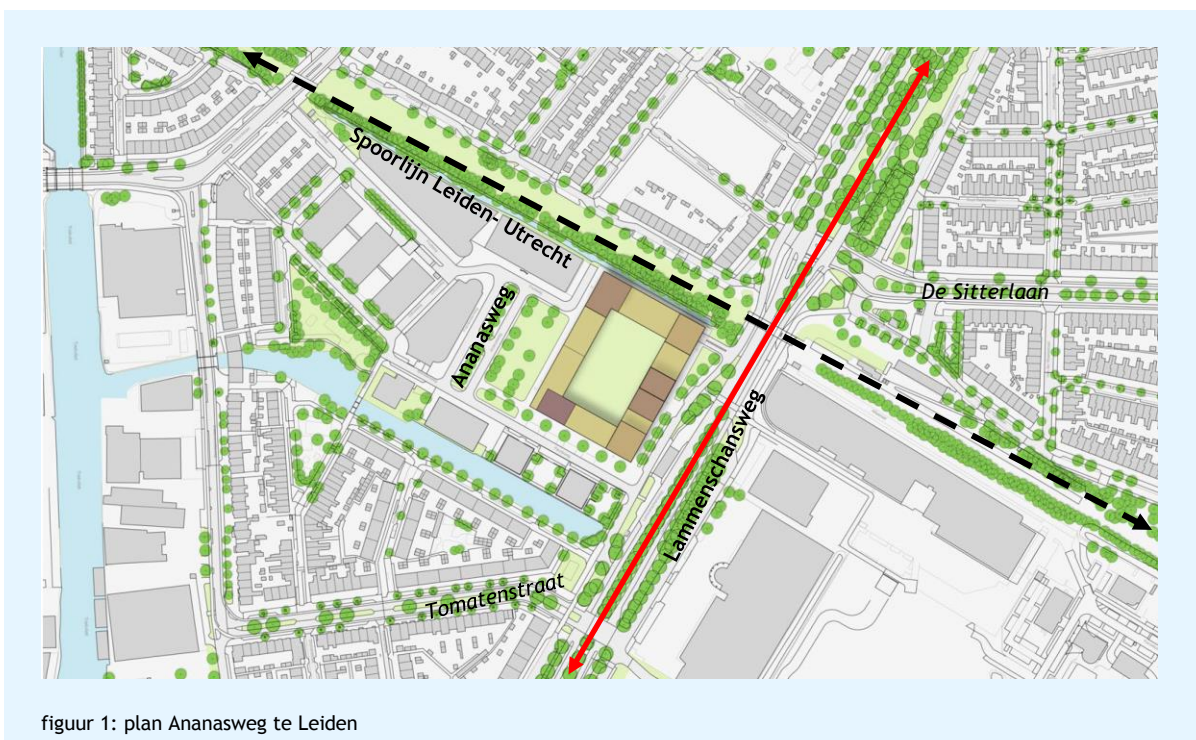 Spoorlijn Leiden- Utrecht
De Sitterlaan
Ananasweg
Lammenschansweg
Tomatenstraat
figuur 1: plan Ananasweg te Leiden